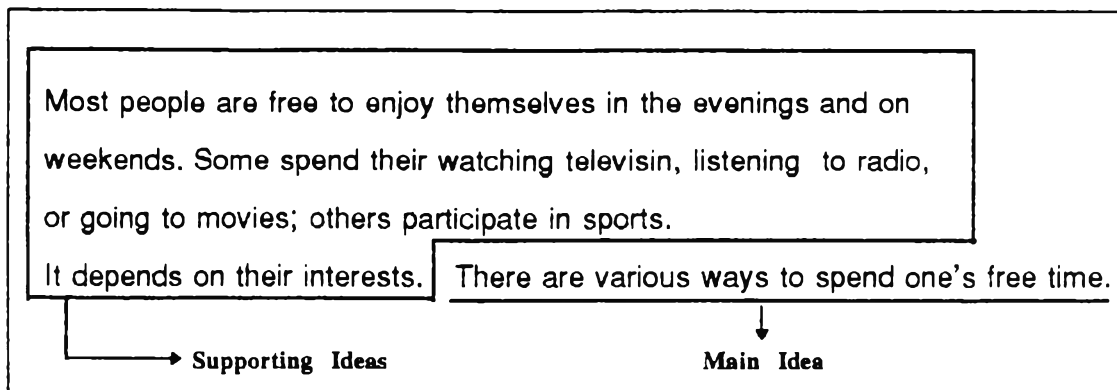 Most people are free to enjoy themselves in the evenings and on
weekends. Some spend their watching televisin, listening to radio,
or going to movies; others participate in sports.
It depends on their interests. There are various ways to spend one's free time.
Supporting Ideas Main Idea